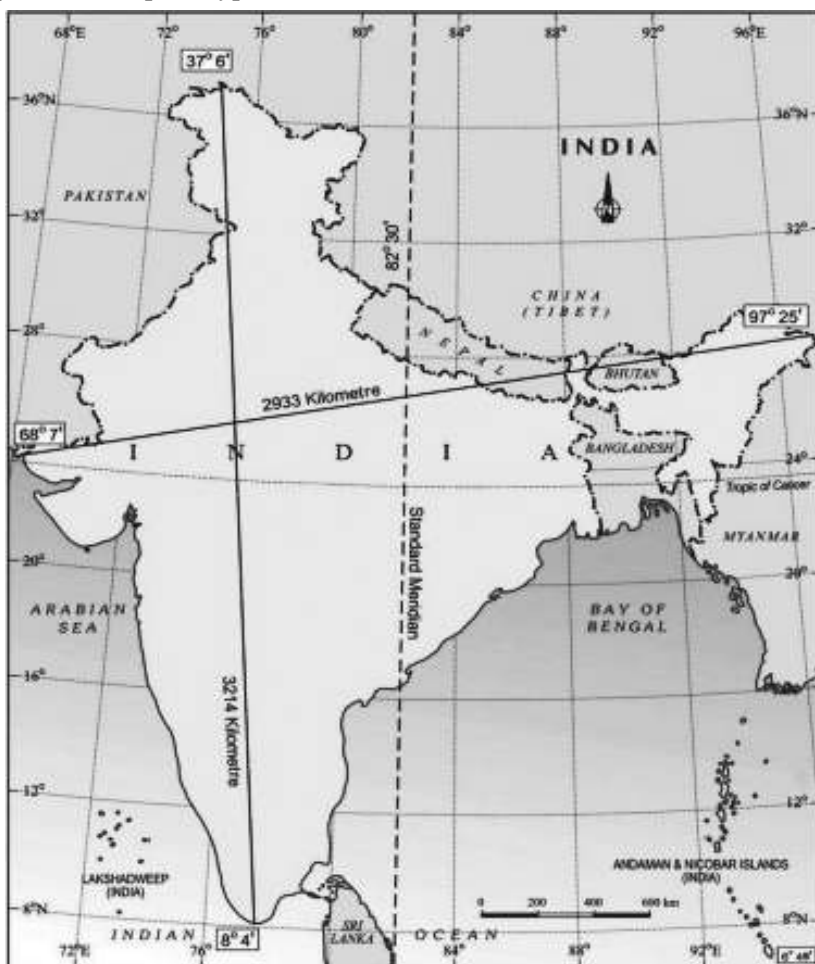 68°E
72°
76°
80°
84°
88°
92°
96°E
37° 6'
36°N
36°N
INDIA
N
PAKISTAN
32°
32°
82° 30'
CHINA
(TIBET)
97° 25'
28°
NEPAL
BHUTAN
2933 Kilometre
68° 7'
INDIA
BANGLADESH
24°
Tropic of Cancer
Standard Meridian
MYANMAR
20°
20°
ARABIAN
SEA
BAY OF
BENGAL
16°
3214 Kilometre
12°
12°
LAKSHADWEEP
(INDIA)
ANDAMAN & NICOBAR ISLANDS
(INDIA)
0 200 400 600 km
8°N
8°N
8° 4'
SRI
LANKA
INDIAN OCEAN
72°E
76°
80°
84°
88°
92°E